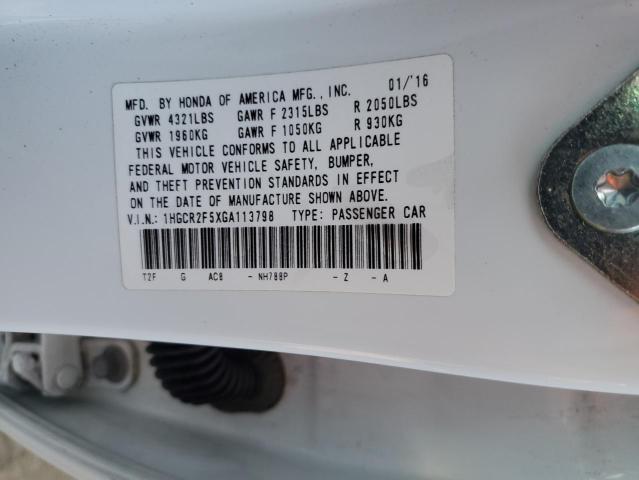 MFD. BY HONDA OF AMERICA MFG., INC. 01/'16
GVWR 4321LBS GAWR F 2315LBS R 2050LBS
GVWR 1960KG GAWR F 1050KG R 930KG
THIS VEHICLE CONFORMS TO ALL APPLICABLE
FEDERAL MOTOR VEHICLE SAFETY, BUMPER,
AND THEFT PREVENTION STANDARDS IN EFFECT
ON THE DATE OF MANUFACTURE SHOWN ABOVE.
V.I.N.: 1HGCR2F5XGA113798 TYPE: PASSENGER CAR
T2F G AC8 - NH788P - Z - A